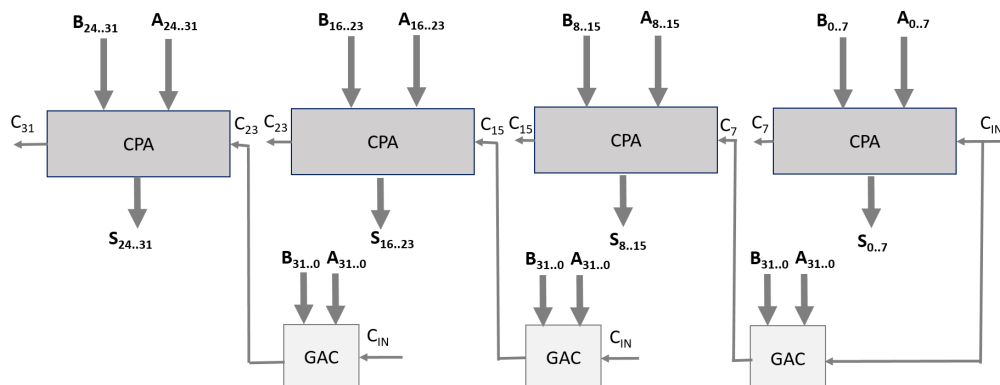 B24..31 A24..31 B16..23 A16..23 B8..15 A8..15 B0..7 A0..7
C31 CPA C23 C23 CPA C15 C15 CPA C7 C7 CPA CIN
S24..31 S16..23 S8..15 S0..7
B31..0 A31..0 B31..0 A31..0 B31..0 A31..0
GAC CIN GAC CIN GAC